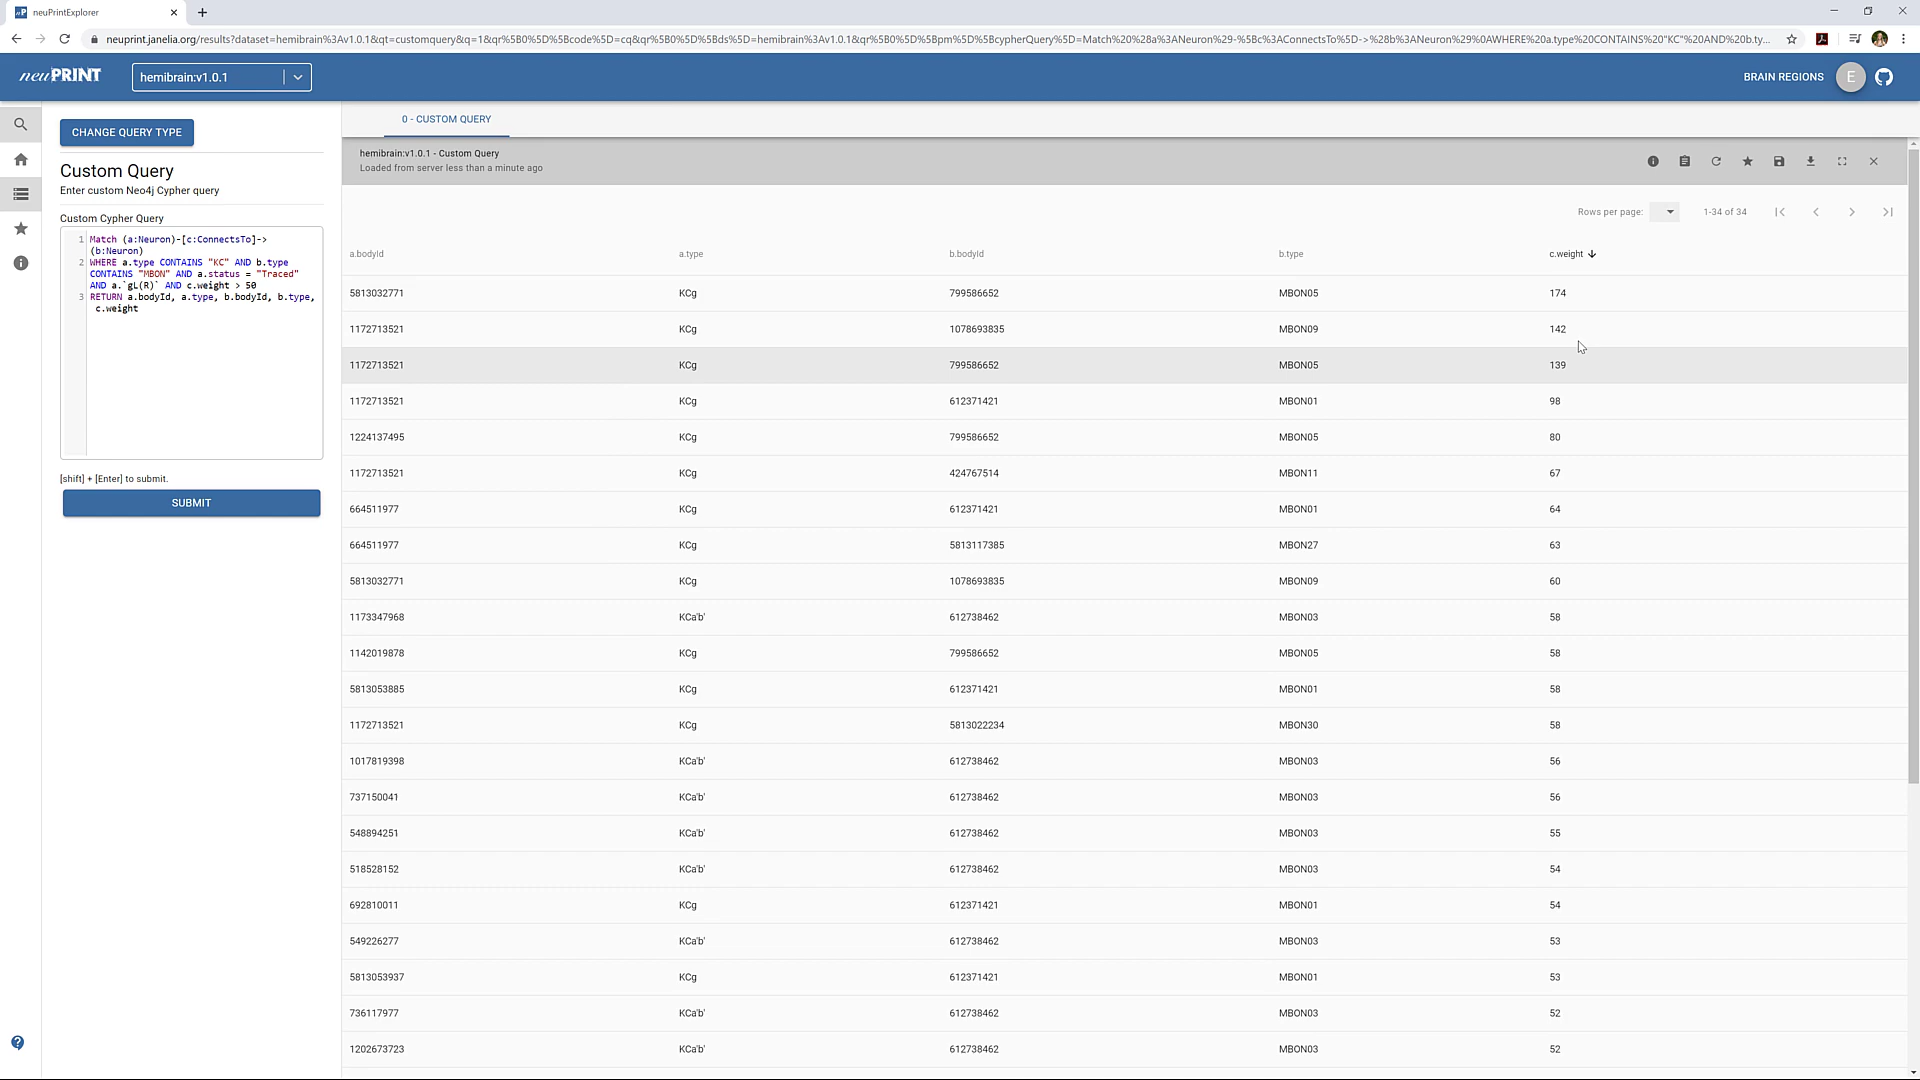 neuPrintExplorer
neuprint.janelia.org/results?dataset=hemibrain%3Av1.0.1&qt=customquery&q=1&qr%5B0%5D%5Bcode%5D=cq&qr%5B0%5D%5Bds%5D=hemibrain%3Av1.0.1&qr%5B0%5D%5Bpm%5D%5BcypherQuery%5D=Match%20%28a%3ANeuron%29-%5Bc%3AConnectsTo%5D->%28b%3ANeuron%29%0AWHERE%20a.type%20CONTAINS%20"KC"%20AND%20b.ty...
neuPRINT
hemibrain:v1.0.1
BRAIN REGIONS
E
CHANGE QUERY TYPE
0 - CUSTOM QUERY
Custom Query
Enter custom Neo4j Cypher query
Custom Cypher Query
1 Match (a:Neuron)-[c:ConnectsTo]->
(b:Neuron)
2 WHERE a.type CONTAINS "KC" AND b.type
CONTAINS "MBON" AND a.status = "Traced"
AND a.`gL(R)` AND c.weight > 50
3 RETURN a.bodyId, a.type, b.bodyId, b.type,
c.weight
[shift] + [Enter] to submit.
SUBMIT
hemibrain:v1.0.1 - Custom Query
Loaded from server less than a minute ago
Rows per page: 1-34 of 34
a.bodyId a.type b.bodyId b.type c.weight
5813032771 KCg 799586652 MBON05 174
1172713521 KCg 1078693835 MBON09 142
1172713521 KCg 799586652 MBON05 139
1172713521 KCg 612371421 MBON01 98
1224137495 KCg 799586652 MBON05 80
1172713521 KCg 424767514 MBON11 67
664511977 KCg 612371421 MBON01 64
664511977 KCg 5813117385 MBON27 63
5813032771 KCg 1078693835 MBON09 60
1173347968 KCa'b' 612738462 MBON03 58
1142019878 KCg 799586652 MBON05 58
5813053885 KCg 612371421 MBON01 58
1172713521 KCg 5813022234 MBON30 58
1017819398 KCa'b' 612738462 MBON03 56
737150041 KCa'b' 612738462 MBON03 56
548894251 KCa'b' 612738462 MBON03 55
518528152 KCa'b' 612738462 MBON03 54
692810011 KCg 612371421 MBON01 54
549226277 KCa'b' 612738462 MBON03 53
5813053937 KCg 612371421 MBON01 53
736117977 KCa'b' 612738462 MBON03 52
1202673723 KCa'b' 612738462 MBON03 52